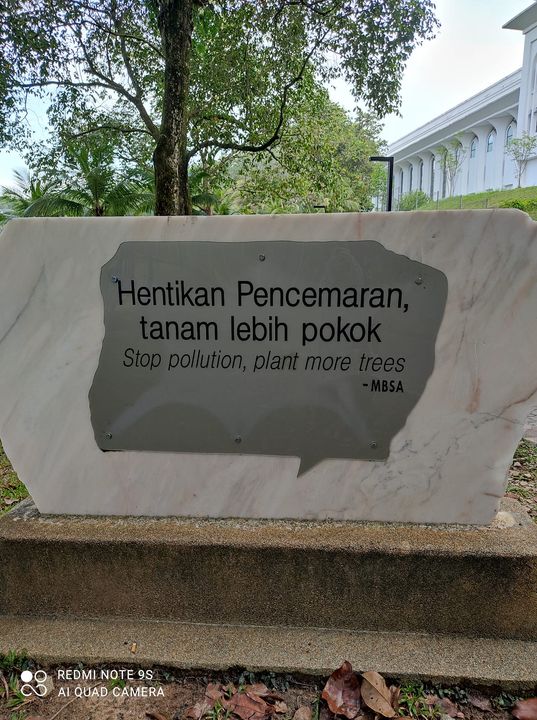 Hentikan Pencemaran,
tanam lebih pokok
Stop pollution, plant more trees
- MBSA
REDMI NOTE 9S
AI QUAD CAMERA